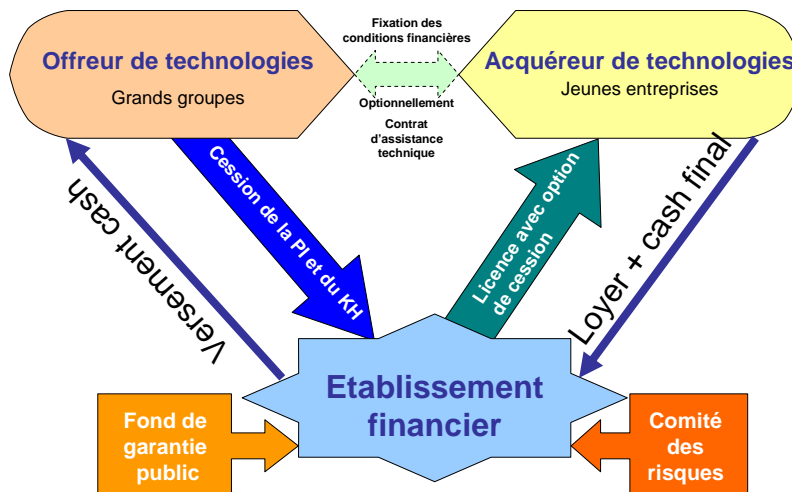 Fixation des
conditions financières
Offreur de technologies
Grands groupes
Acquéreur de technologies
Jeunes entreprises
Optionnellement
Contrat
d'assistance
technique
Versement cash
Cession de la PI et du KH
Licence avec option
de cession
Loyer + cash final
Etablissement
financier
Fond de
garantie
public
Comité
des
risques